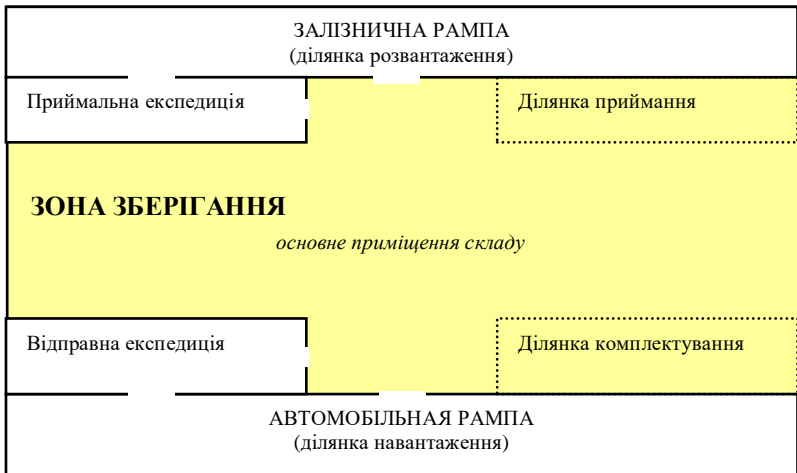 ЗАЛІЗНИЧНА РАМПА
(ділянка розвантаження)
Приймальна експедиція
Ділянка приймання
ЗОНА ЗБЕРІГАННЯ
основне приміщення складу
Відправна експедиція
Ділянка комплектування
АВТОМОБІЛЬНАЯ РАМПА
(ділянка навантаження)